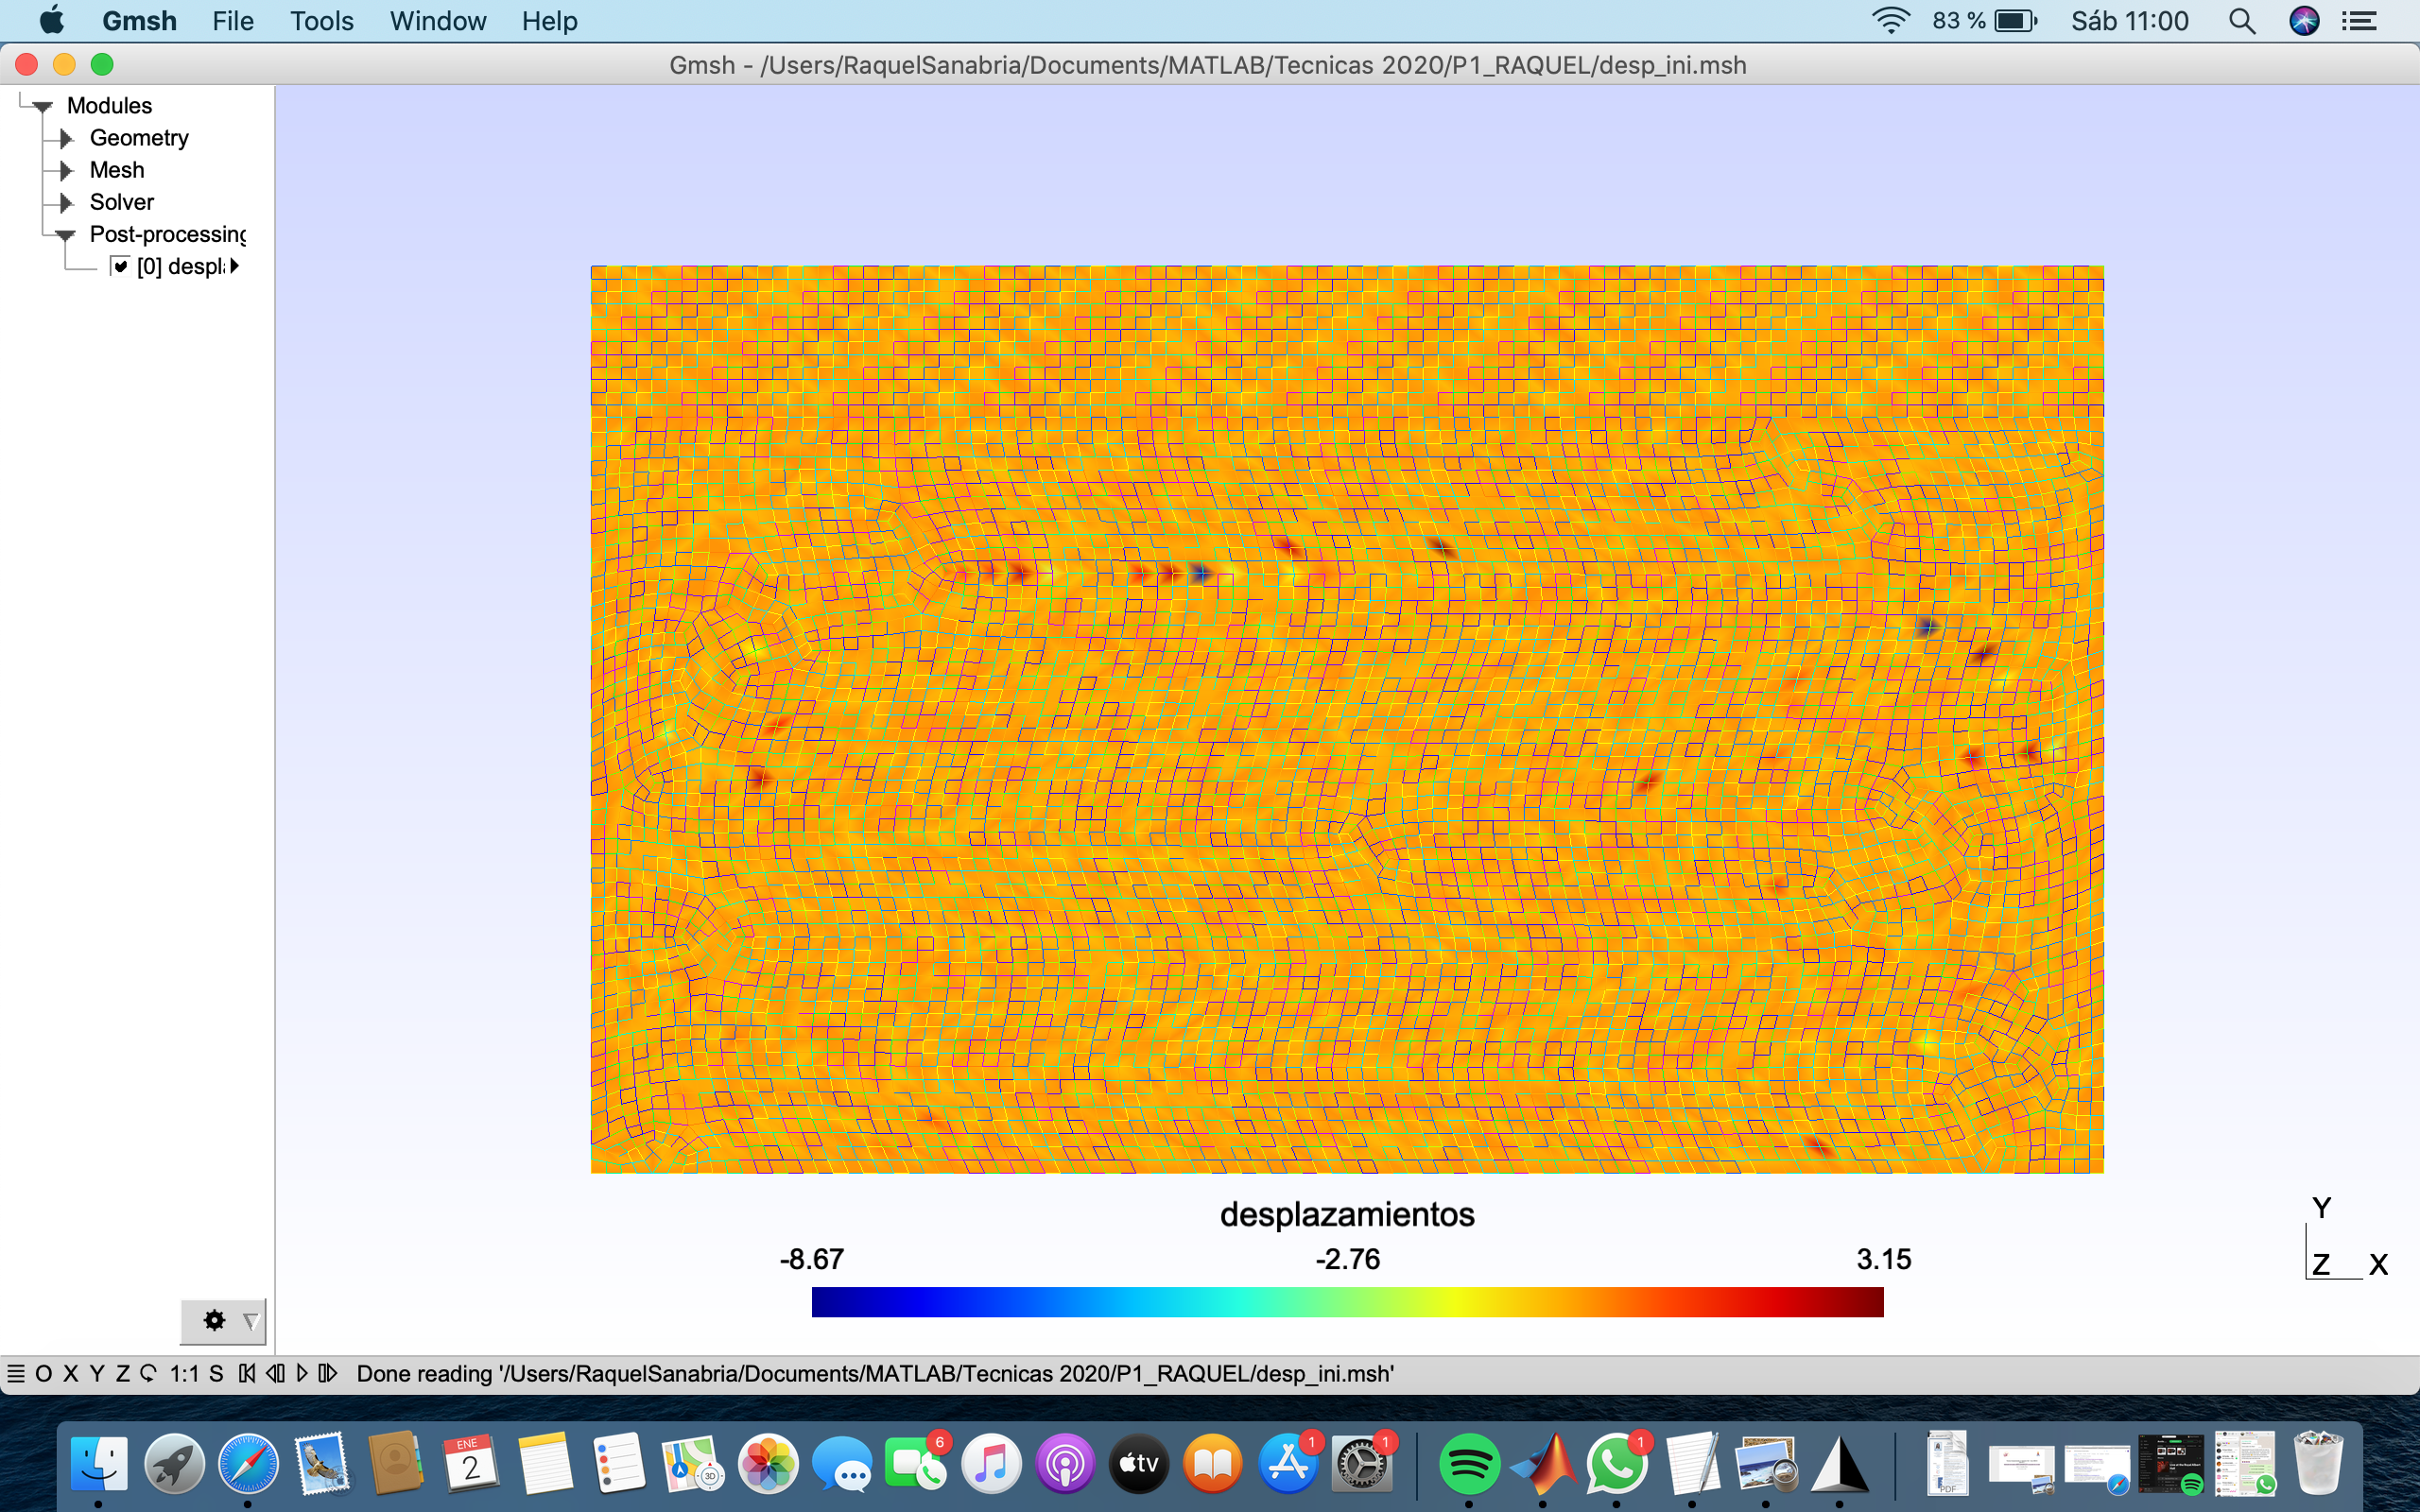 Gmsh File Tools Window Help 83 % Sáb 11:00
Gmsh - /Users/RaquelSanabria/Documents/MATLAB/Tecnicas 2020/P1_RAQUEL/desp_ini.msh
Modules
Geometry
Mesh
Solver
Post-processing
[0] despl
desplazamientos
-8.67 -2.76 3.15
Y
Z X
O X Y Z 1:1 S Done reading '/Users/RaquelSanabria/Documents/MATLAB/Tecnicas 2020/P1_RAQUEL/desp_ini.msh'
ENE
2
3D
6
tv
1
1
1
PDF